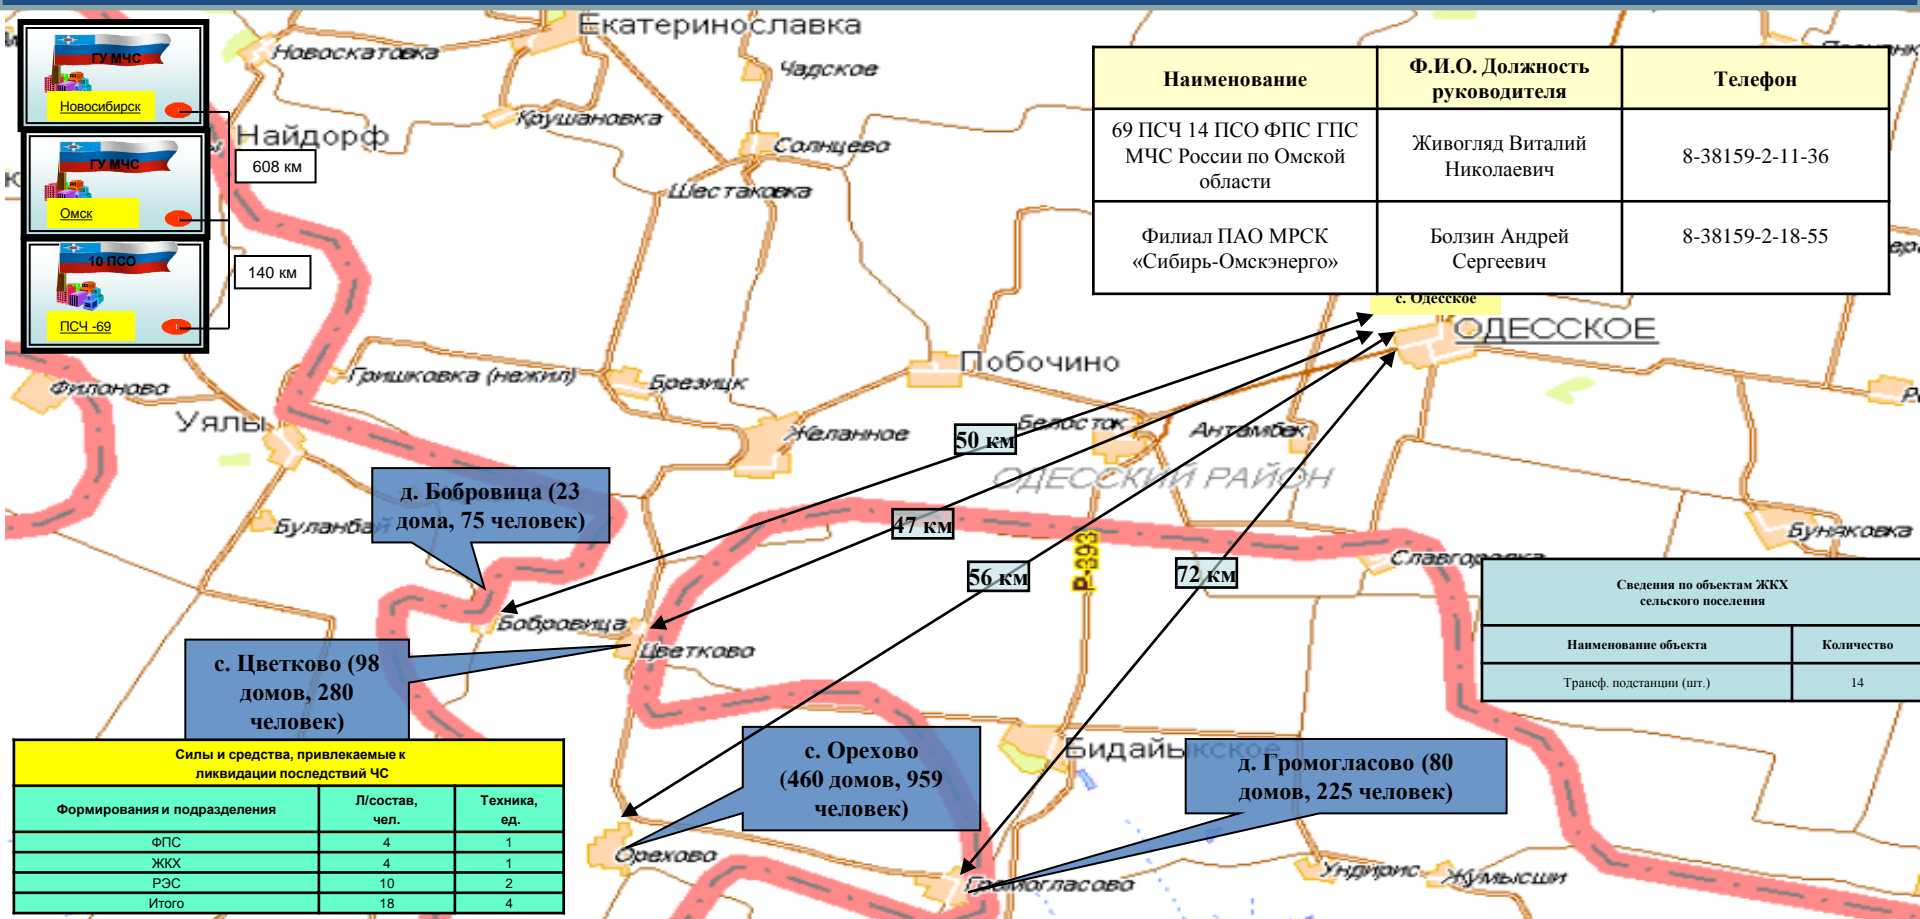 ГУ МЧС
Новосибирск
ГУ МЧС
Омск
10 ПСО
ПСЧ -69
608 км
140 км
Екатеринославка
Новоскатовка
Чадское
Найдорф
Крушановка
Солнцево
Шестаковка
Наименование
Ф.И.О. Должность
руководителя
Телефон
69 ПСЧ 14 ПСО ФПС ГПС
МЧС России по Омской
области
Живогляд Виталий
Николаевич
8-38159-2-11-36
Филиал ПАО МРСК
«Сибирь-Омскэнерго»
Болзин Андрей
Сергеевич
8-38159-2-18-55
с. Одесское
ОДЕССКОЕ
Филоново
Гришковка (нежил)
Брезицк
Побочино
Уялы
Желанное
Белосток
Антамбек
50 км
ОДЕССКИЙ РАЙОН
д. Бобровица (23
дома, 75 человек)
Буланбай
47 км
Р-393
Буняковка
Славгородка
56 км
72 км
Бобровица
Цветково
с. Цветково (98
домов, 280
человек)
Сведения по объектам ЖКХ
сельского поселения
Наименование объекта
Количество
Трансф. подстанции (шт.)
14
Бидайыкское
с. Орехово
(460 домов, 959
человек)
д. Громогласово (80
домов, 225 человек)
Силы и средства, привлекаемые к
ликвидации последствий ЧС
Формирования и подразделения
Л/состав,
чел.
Техника,
ед.
ФПС 4 1
ЖКХ 4 1
РЭС 10 2
Итого 18 4
Орехово
Громогласово
Ундирис
Жумысши